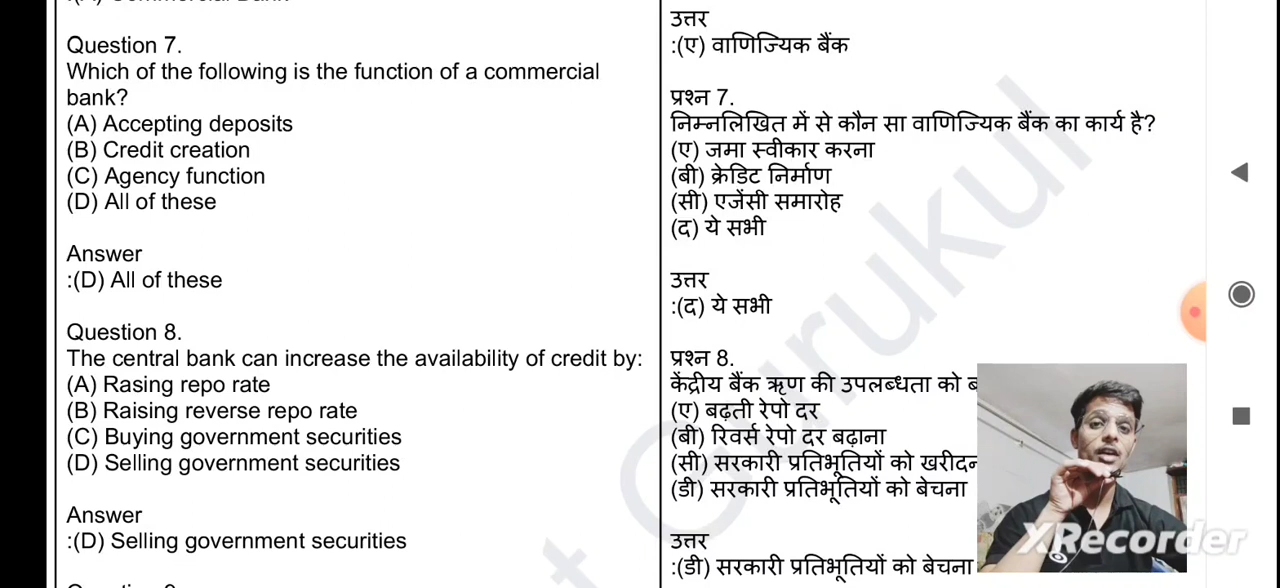 Question 7.
Which of the following is the function of a commercial
bank?
(A) Accepting deposits
(B) Credit creation
(C) Agency function
(D) All of these
Answer
:(D) All of these
Question 8.
The central bank can increase the availability of credit by:
(A) Rasing repo rate
(B) Raising reverse repo rate
(C) Buying government securities
(D) Selling government securities
Answer
:(D) Selling government securities
उत्तर
:(ए) वाणिज्यिक बैंक
प्रश्न 7.
निम्नलिखित में से कौन सा वाणिज्यिक बैंक का कार्य है?
(ए) जमा स्वीकार करना
(बी) क्रेडिट निर्माण
(सी) एजेंसी समारोह
(द) ये सभी
उत्तर
:(द) ये सभी
प्रश्न 8.
केंद्रीय बैंक ऋण की उपलब्धता को
(ए) बढ़ती रेपो दर
(बी) रिवर्स रेपो दर बढ़ाना
(सी) सरकारी प्रतिभूतियों को
(डी) सरकारी प्रतिभूतियों को बेचना
उत्तर
:(डी) सरकारी प्रतिभूतियों को बेचना
Gurukul
XRecorder